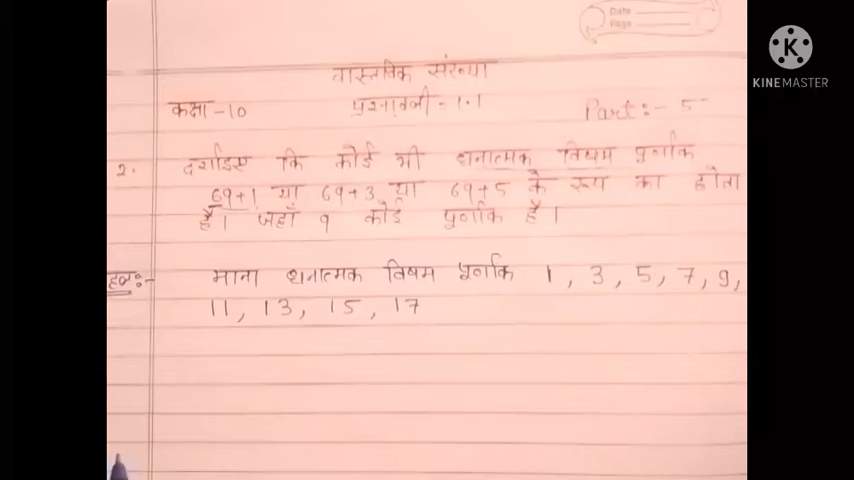 Date
Page
KINEMASTER
वास्तविक संख्या
कक्षा -10 प्रश्नावली - 1.1 Part:- 5
2. दर्शाइए कि कोई भी धनात्मक विषम पूर्णांक
6q+1 या 6q+3 या 6q+5 के रूप का होता
है। जहाँ q कोई पूर्णांक है।
हल:- माना धनात्मक विषम पूर्णांक 1, 3, 5, 7, 9,
11, 13, 15, 17